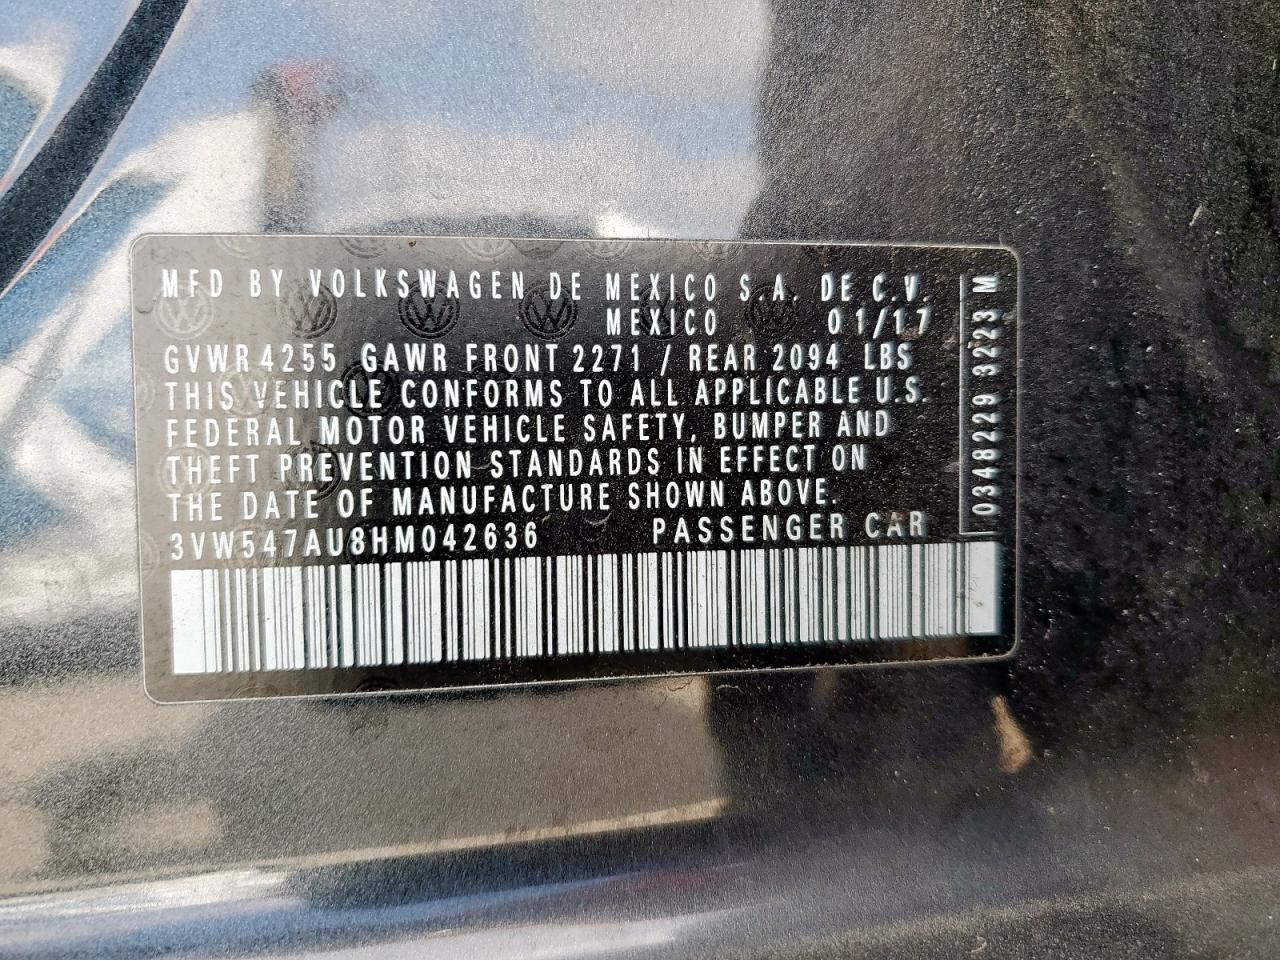 MFD BY VOLKSWAGEN DE MEXICO S.A. DE C.V.
MEXICO 01/17
GVWR 4255 GAWR FRONT 2271 / REAR 2094 LBS
THIS VEHICLE CONFORMS TO ALL APPLICABLE U.S.
FEDERAL MOTOR VEHICLE SAFETY, BUMPER AND
THEFT PREVENTION STANDARDS IN EFFECT ON
THE DATE OF MANUFACTURE SHOWN ABOVE.
3VW547AU8HM042636 PASSENGER CAR
0348229 3223 M